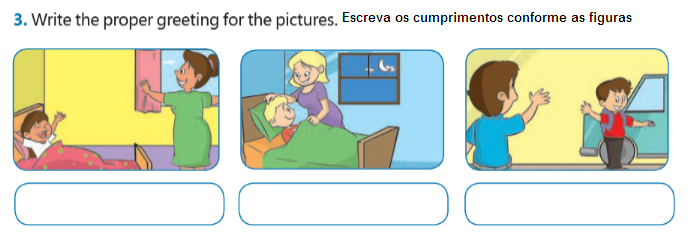 3. Write the proper greeting for the pictures. Escreva os cumprimentos conforme as figuras